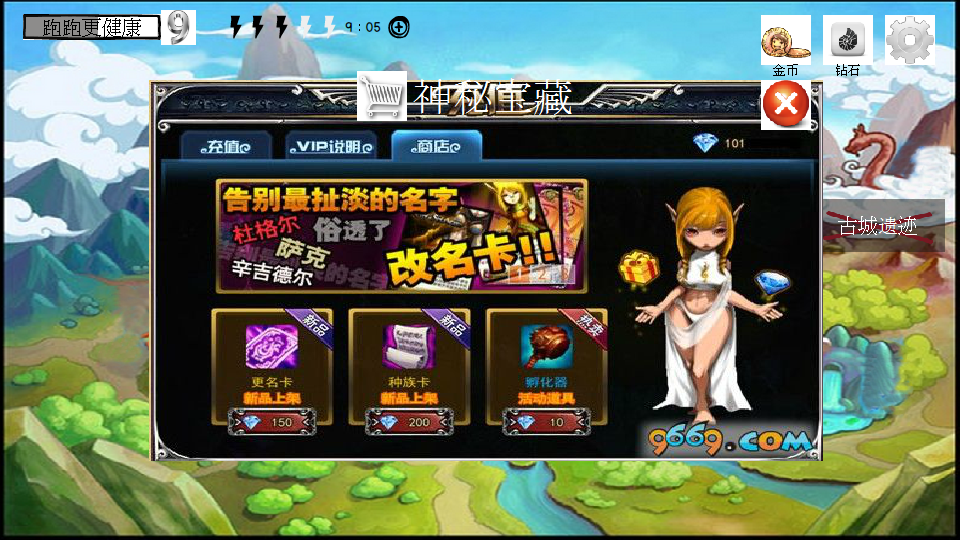 跑跑更健康
9
9:05
金币
钻石
神秘宝藏
充值
VIP说明
商店
101
告别最扯淡的名字
杜格尔
俗透了
萨克
辛吉德尔
改名卡!!
1 2 3
古城遗迹
新品
新品
热卖
更名卡
种族卡
孵化器
新品上架
新品上架
活动道具
150
200
10
9669.com